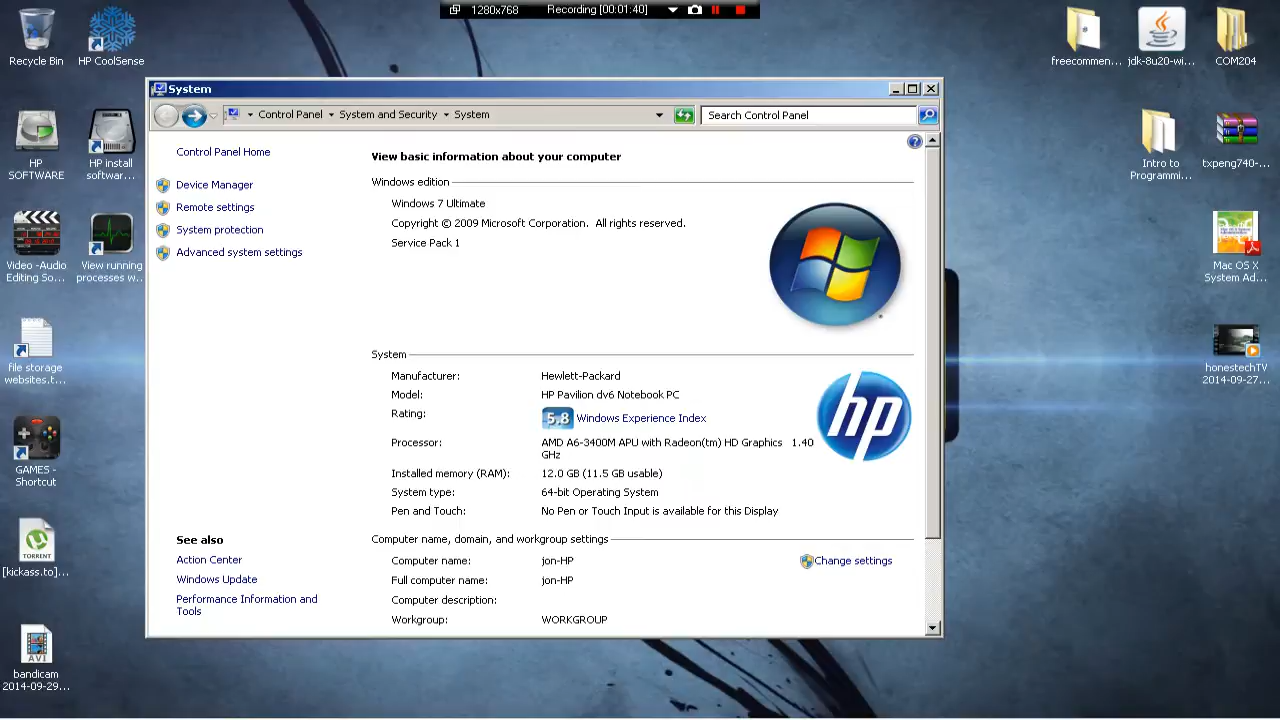 1280x768
Recording [00:01:40]
Recycle Bin
HP CoolSense
HP
SOFTWARE
HP install
softwar...
Video -Audio
Editing So...
View running
processes w...
file storage
websites.t...
GAMES -
Shortcut
TORRENT
[kickass.to]...
AVI
bandicam
2014-09-29...
System
Control Panel
System and Security
System
Search Control Panel
Control Panel Home
Device Manager
Remote settings
System protection
Advanced system settings
See also
Action Center
Windows Update
Performance Information and
Tools
View basic information about your computer
Windows edition
Windows 7 Ultimate
Copyright © 2009 Microsoft Corporation.  All rights reserved.
Service Pack 1
System
Manufacturer: Hewlett-Packard
Model: HP Pavilion dv6 Notebook PC
Rating: 5.8 Windows Experience Index
Processor: AMD A6-3400M APU with Radeon(tm) HD Graphics 1.40
GHz
Installed memory (RAM): 12.0 GB (11.5 GB usable)
System type: 64-bit Operating System
Pen and Touch: No Pen or Touch Input is available for this Display
hp
Computer name, domain, and workgroup settings
Computer name: jon-HP
Change settings
Full computer name: jon-HP
Computer description:
Workgroup: WORKGROUP
freecommen...
jdk-8u20-wi...
COM204
Intro to
Programmi...
txpeng740-...
Mac OS X
System Ad...
honestechTV
2014-09-27...